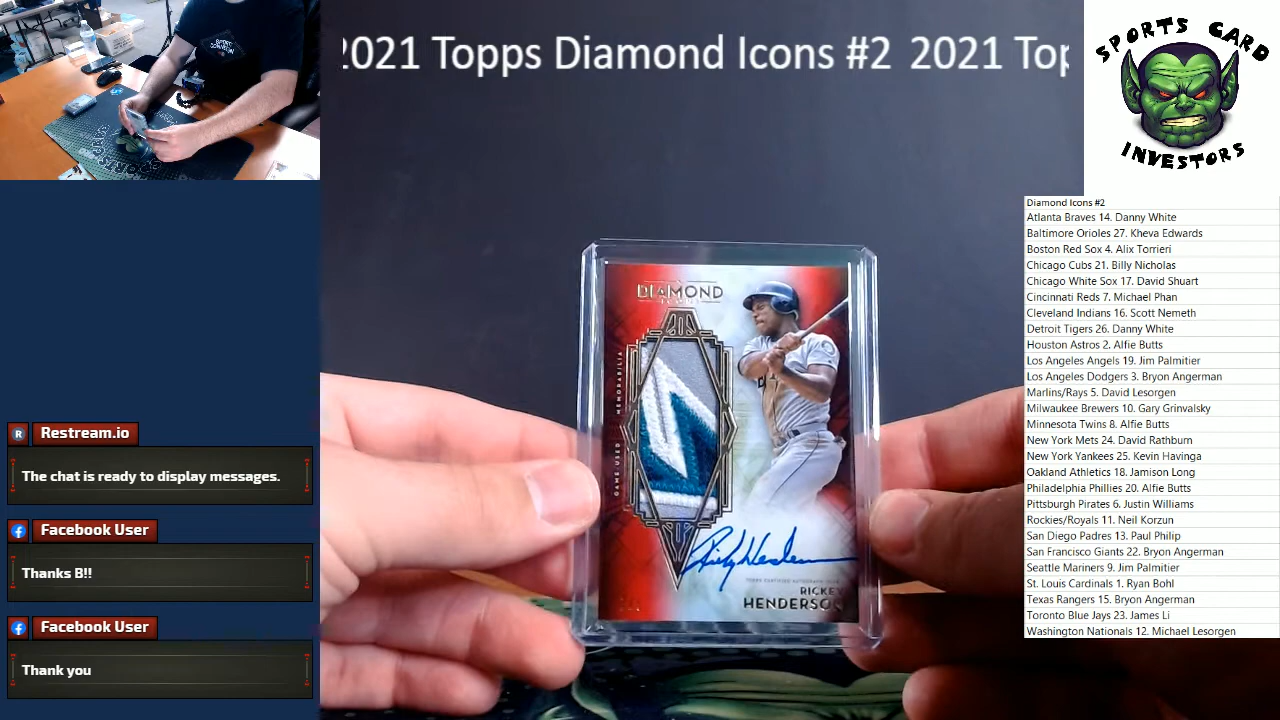 2021 Topps Diamond Icons #2 2021 Top
SPORTS CARD
INVESTORS
Diamond Icons #2
Atlanta Braves 14. Danny White
Baltimore Orioles 27. Kheva Edwards
Boston Red Sox 4. Alix Torrieri
Chicago Cubs 21. Billy Nicholas
Chicago White Sox 17. David Shuart
Cincinnati Reds 7. Michael Phan
Cleveland Indians 16. Scott Nemeth
Detroit Tigers 26. Danny White
Houston Astros 2. Alfie Butts
Los Angeles Angels 19. Jim Palmitier
Los Angeles Dodgers 3. Bryon Angerman
Marlins/Rays 5. David Lesorgen
Milwaukee Brewers 10. Gary Grinvalsky
Minnesota Twins 8. Alfie Butts
New York Mets 24. David Rathburn
New York Yankees 25. Kevin Havinga
Oakland Athletics 18. Jamison Long
Philadelphia Phillies 20. Alfie Butts
Pittsburgh Pirates 6. Justin Williams
Rockies/Royals 11. Neil Korzun
San Diego Padres 13. Paul Philip
San Francisco Giants 22. Bryon Angerman
Seattle Mariners 9. Jim Palmitier
St. Louis Cardinals 1. Ryan Bohl
Texas Rangers 15. Bryon Angerman
Toronto Blue Jays 23. James Li
Washington Nationals 12. Michael Lesorgen
DIAMOND
ICONS
GAME USED MEMORABILIA
Rickey Henderson
TOPPS CERTIFIED AUTOGRAPH
RICKEY
HENDERSON
R Restream.io
The chat is ready to display messages.
Facebook User
Thanks B!!
Facebook User
Thank you